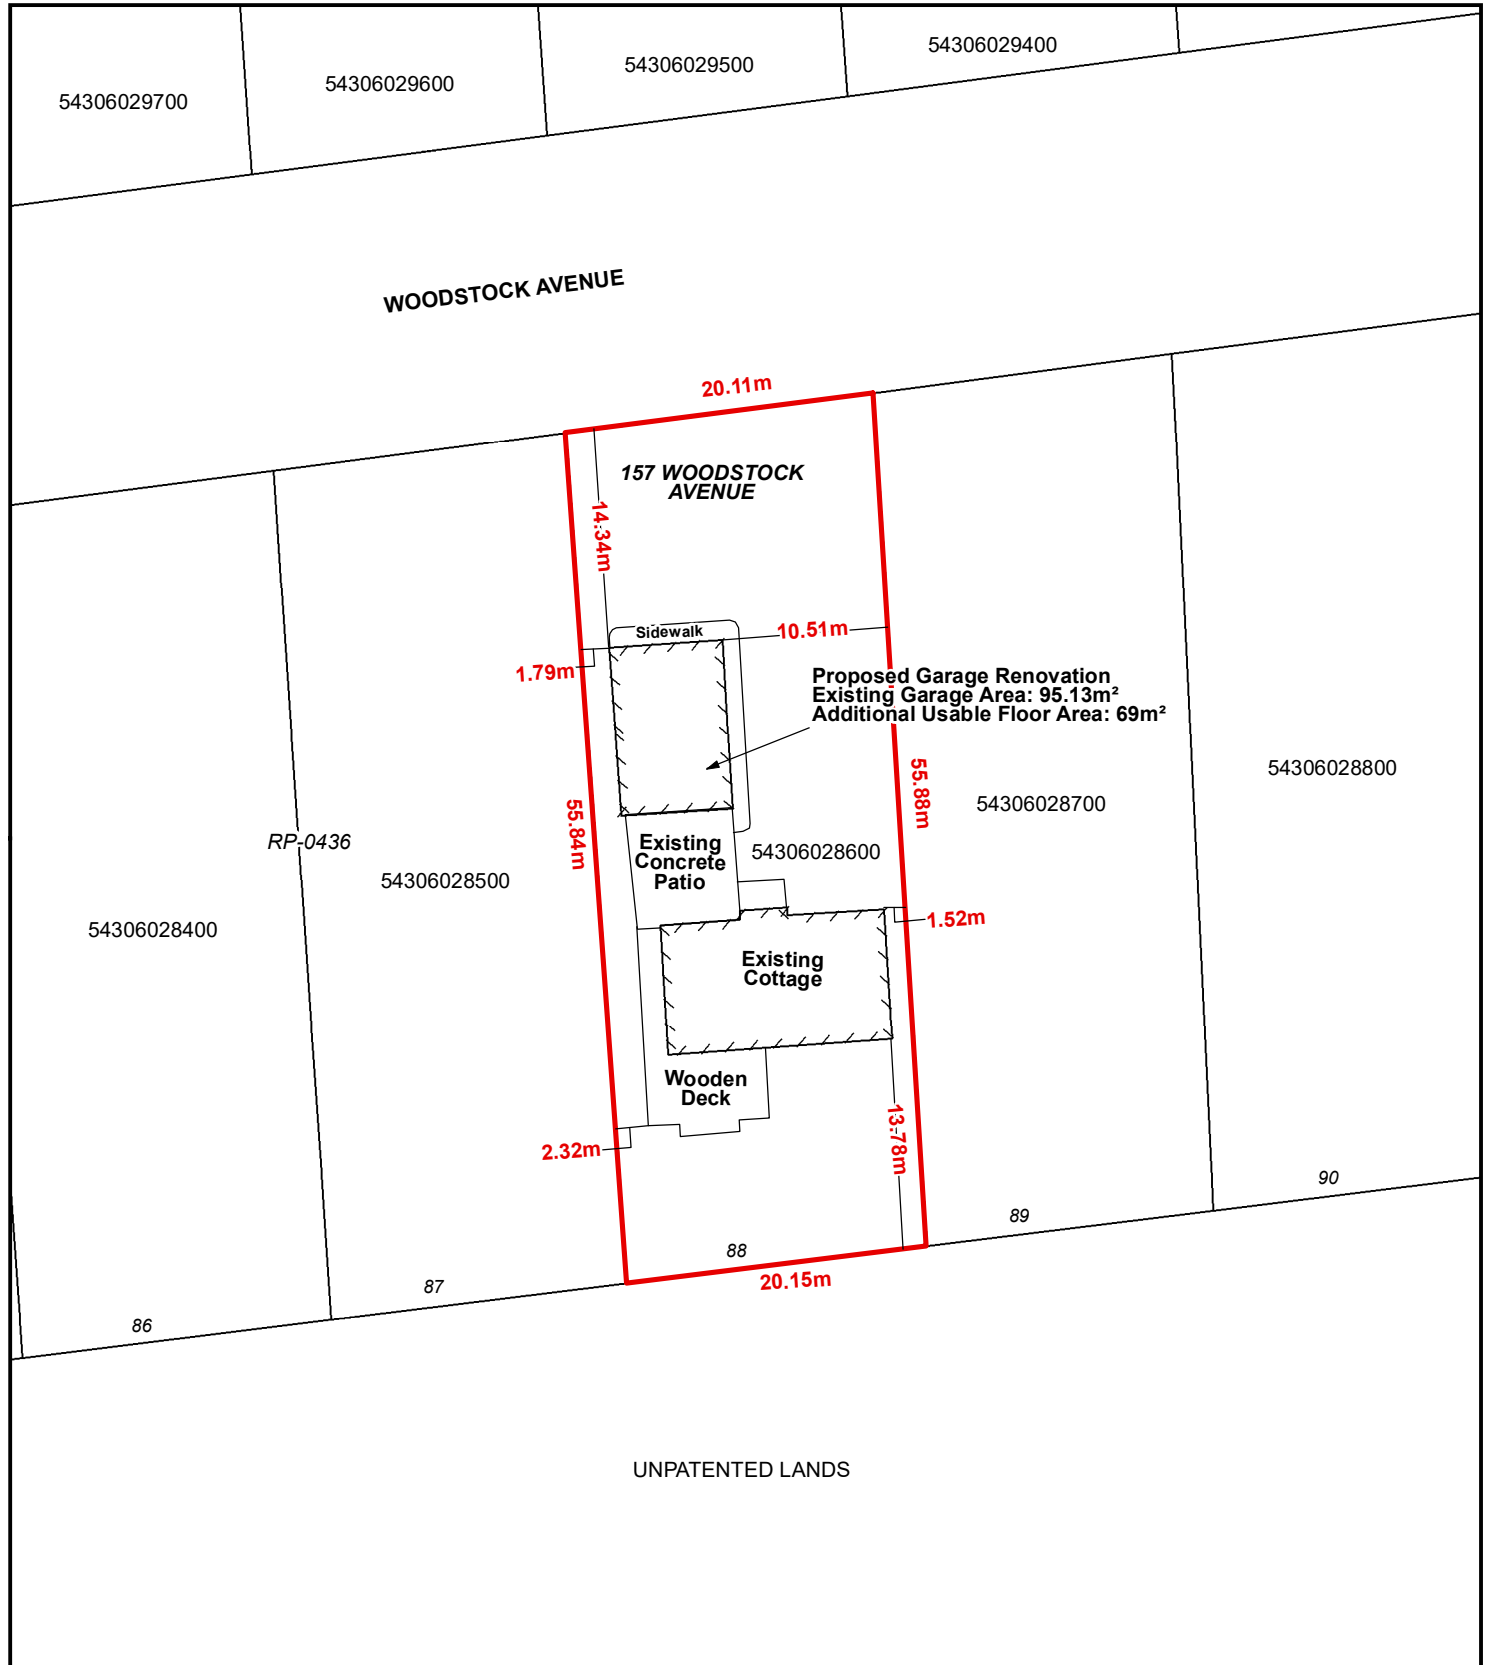 54306029700
54306029600
54306029500
54306029400
WOODSTOCK AVENUE
20.11m
157 WOODSTOCK
AVENUE
14.34m
Sidewalk
10.51m
1.79m
Proposed Garage Renovation
Existing Garage Area: 95.13m²
Additional Usable Floor Area: 69m²
55.88m
54306028800
54306028700
55.84m
RP-0436
Existing
Concrete
Patio
54306028600
54306028500
54306028400
1.52m
Existing
Cottage
Wooden
Deck
13.78m
2.32m
90
89
88
20.15m
87
86
UNPATENTED LANDS